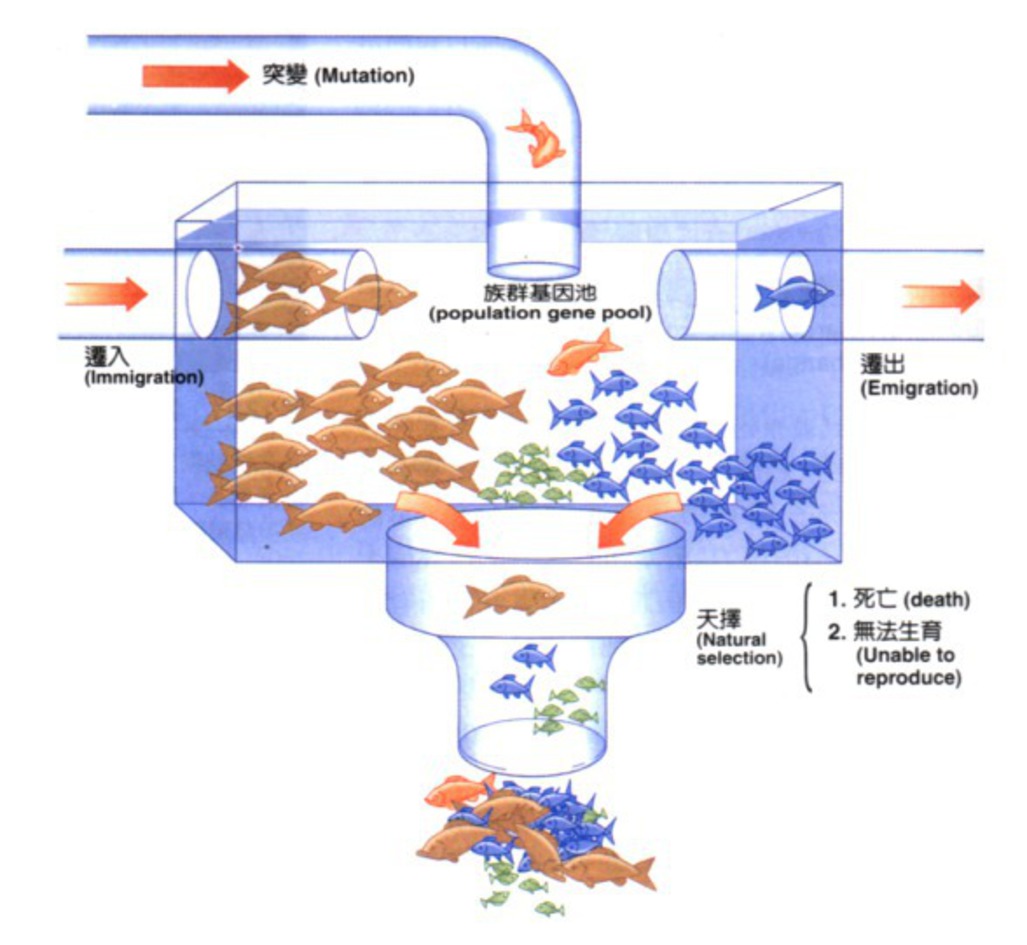 突變 (Mutation)
族群基因池
(population gene pool)
遷入
(Immigration)
遷出
(Emigration)
天擇
(Natural
selection)
1. 死亡 (death)
2. 無法生育
(Unable to
reproduce)